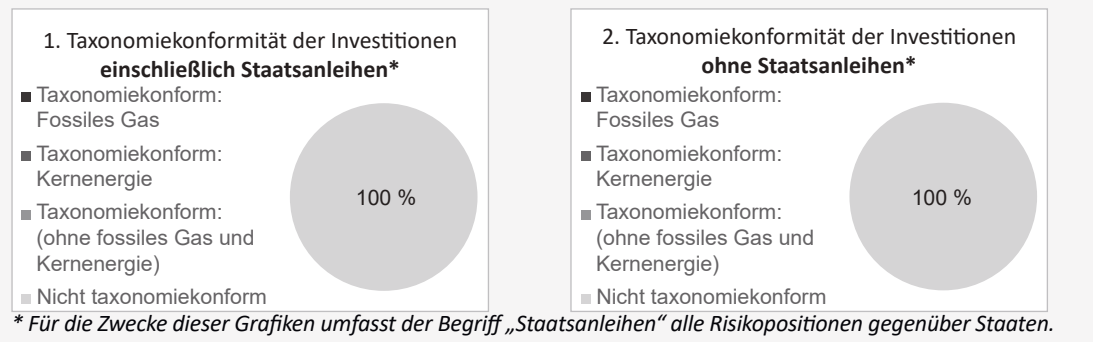 1. Taxonomiekonformität der Investitionen
einschließlich Staatsanleihen*
Taxonomiekonform:
Fossiles Gas
Taxonomiekonform:
Kernenergie
Taxonomiekonform:
(ohne fossiles Gas und
Kernenergie)
Nicht taxonomiekonform
100 %
2. Taxonomiekonformität der Investitionen
ohne Staatsanleihen*
Taxonomiekonform:
Fossiles Gas
Taxonomiekonform:
Kernenergie
Taxonomiekonform:
(ohne fossiles Gas und
Kernenergie)
Nicht taxonomiekonform
100 %
* Für die Zwecke dieser Grafiken umfasst der Begriff „Staatsanleihen“ alle Risikopositionen gegenüber Staaten.